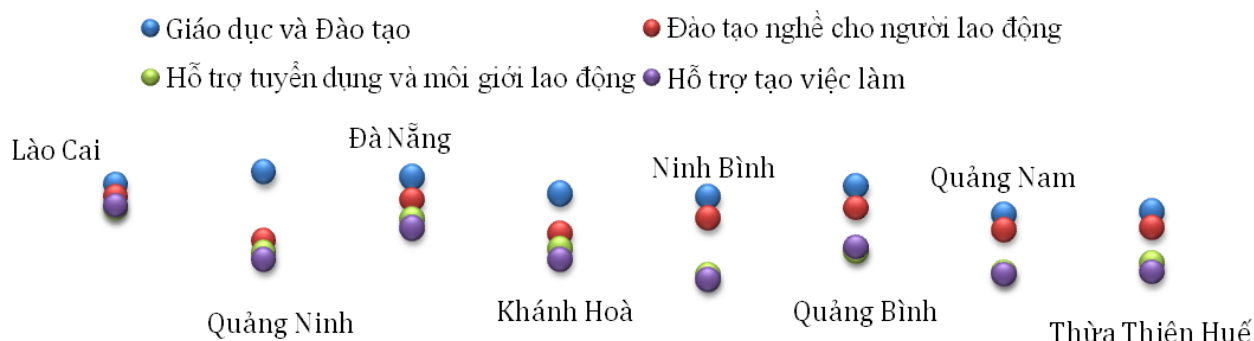 Giáo dục và Đào tạo
Đào tạo nghề cho người lao động
Hỗ trợ tuyển dụng và môi giới lao động
Hỗ trợ tạo việc làm
Lào Cai
Đà Nẵng
Ninh Bình
Quảng Nam
Quảng Ninh
Khánh Hoà
Quảng Bình
Thừa Thiên Huế